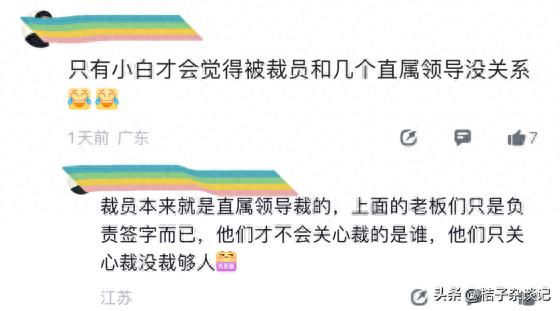 只有小白才会觉得被裁员和几个直属领导没关系
😂😂
1天前 广东
7
裁员本来就是直属领导裁的，上面的老板们只是负
责签字而已，他们才不会关心裁的是谁，他们只关
心裁没裁够人
江苏
头条 @桔子杂谈记